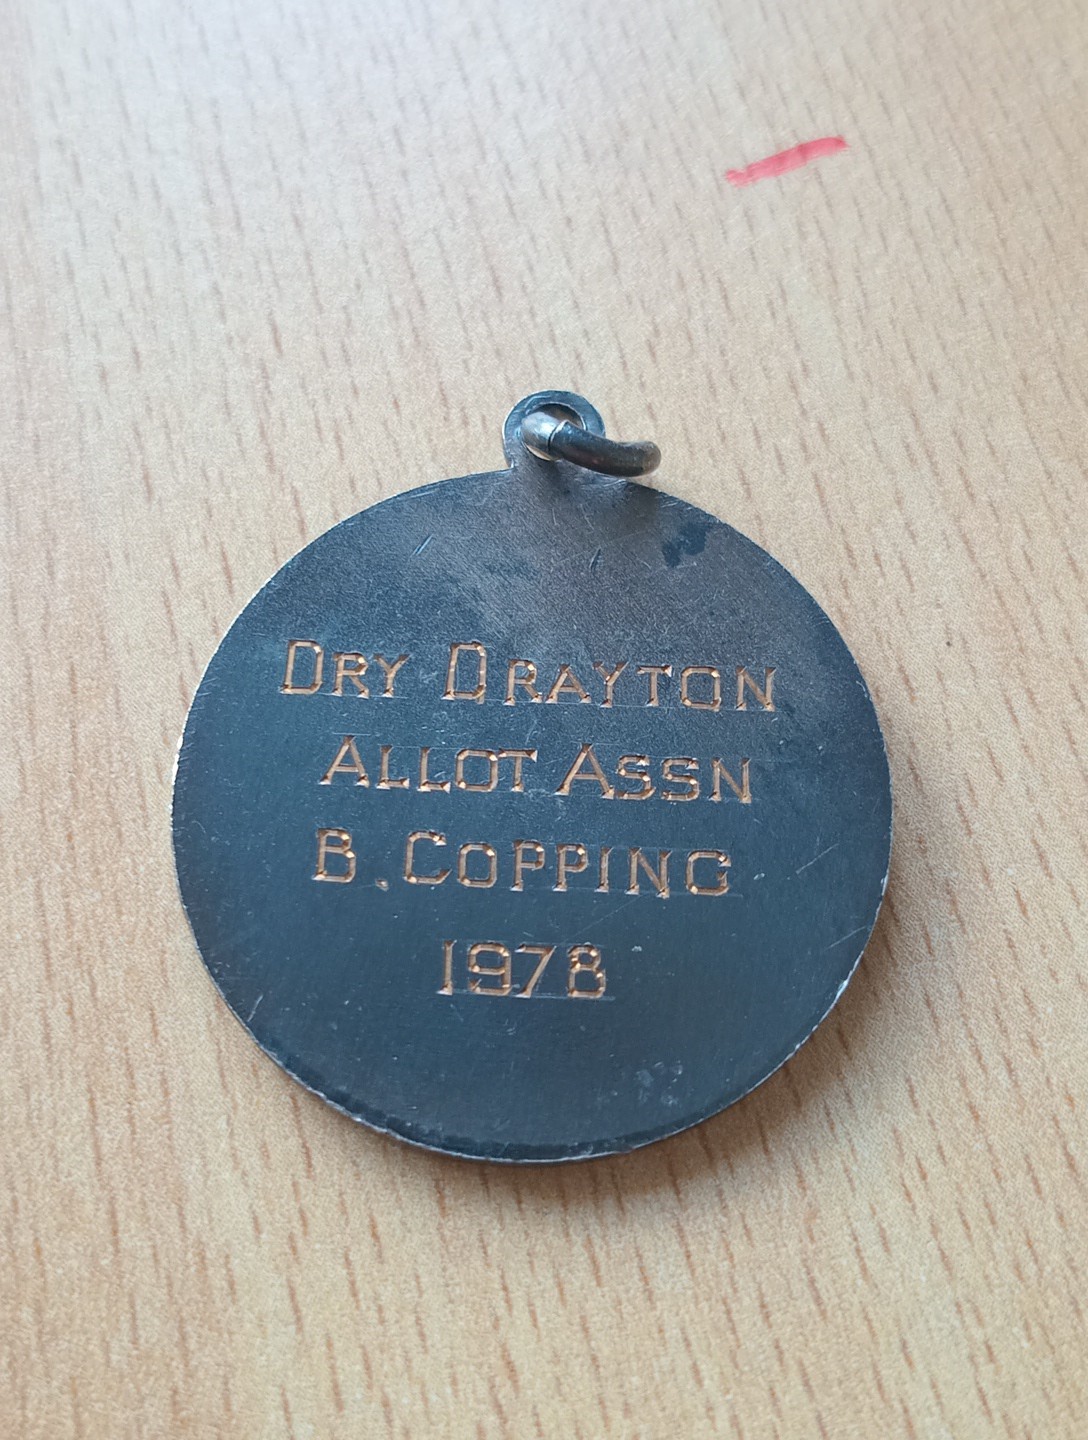 DRY DRAYTON
ALLOT ASSN
B. COPPING
1978